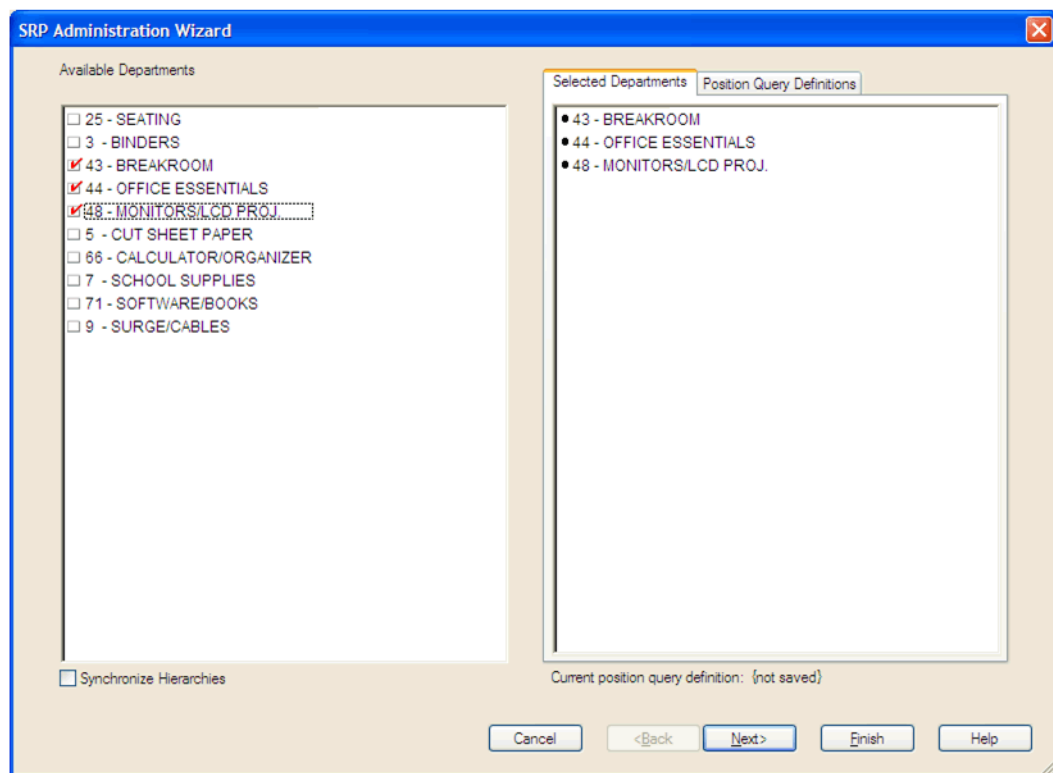 SRP Administration Wizard
Available Departments
25 - SEATING
3 - BINDERS
43 - BREAKROOM
44 - OFFICE ESSENTIALS
48 - MONITORS/LCD PROJ.
5 - CUT SHEET PAPER
66 - CALCULATOR/ORGANIZER
7 - SCHOOL SUPPLIES
71 - SOFTWARE/BOOKS
9 - SURGE/CABLES
Synchronize Hierarchies
Selected Departments Position Query Definitions
43 - BREAKROOM
44 - OFFICE ESSENTIALS
48 - MONITORS/LCD PROJ.
Current position query definition: {not saved}
Cancel <Back Next> Finish Help